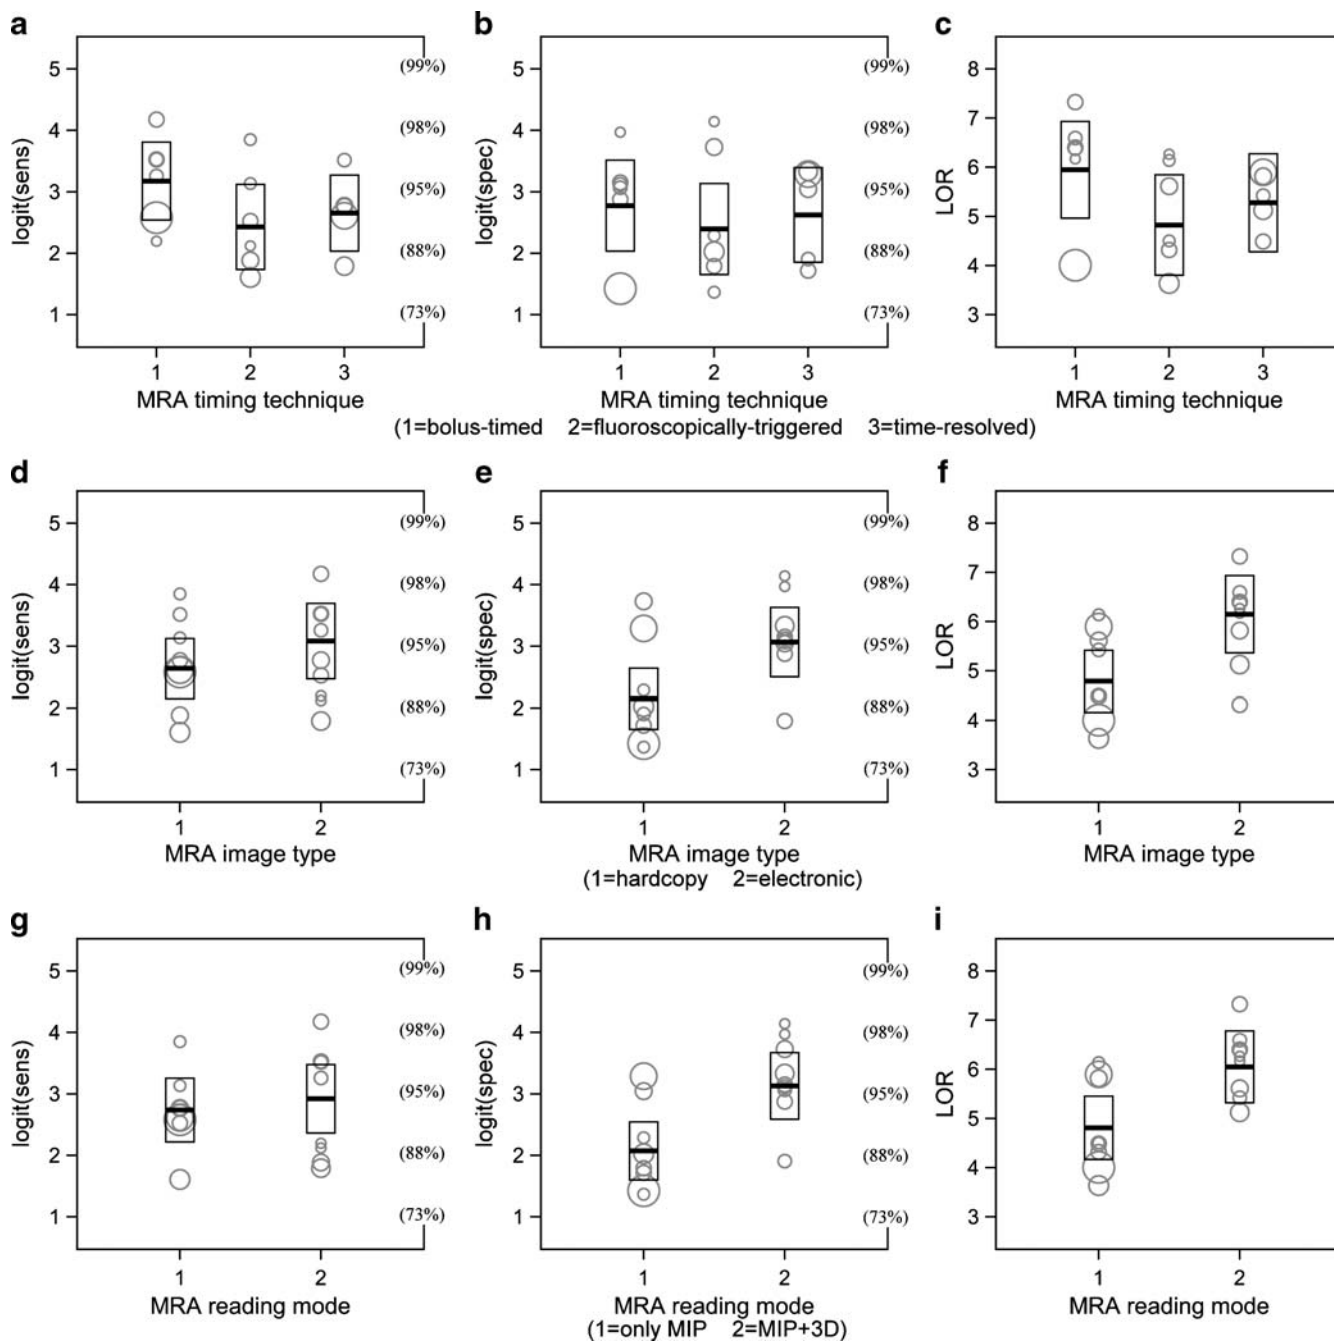 a b c
5 (99%) 5 (99%) 8
4 (98%) 4 (98%) 7
logit(sens) 3 (95%) logit(spec) 3 (95%) LOR 6
2 (88%) 2 (88%) 5
4
1 (73%) 1 (73%) 3
1 2 3 1 2 3 1 2 3
MRA timing technique MRA timing technique MRA timing technique
(1=bolus-timed 2=fluoroscopically-triggered 3=time-resolved)
d e f
5 (99%) 5 (99%) 8
4 (98%) 4 (98%) 7
logit(sens) 3 (95%) logit(spec) 3 (95%) LOR 6
2 (88%) 2 (88%) 5
4
1 (73%) 1 (73%) 3
1 2 1 2 1 2
MRA image type MRA image type MRA image type
(1=hardcopy 2=electronic)
g h i
5 (99%) 5 (99%) 8
4 (98%) 4 (98%) 7
logit(sens) 3 (95%) logit(spec) 3 (95%) LOR 6
2 (88%) 2 (88%) 5
4
1 (73%) 1 (73%) 3
1 2 1 2 1 2
MRA reading mode MRA reading mode MRA reading mode
(1=only MIP 2=MIP+3D)